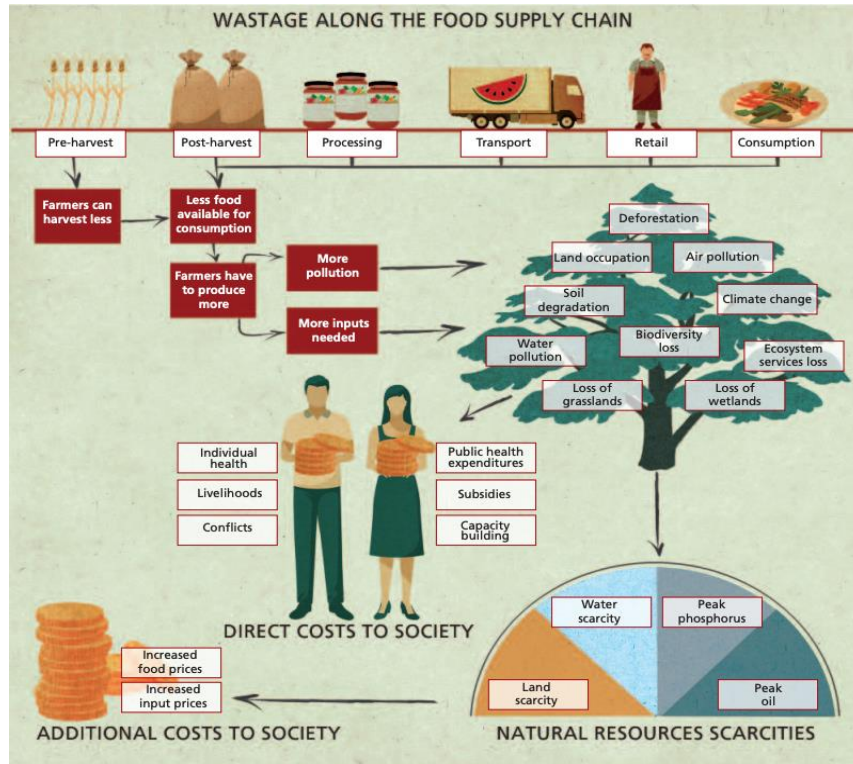 WASTAGE ALONG THE FOOD SUPPLY CHAIN
Pre-harvest
Post-harvest
Processing
Transport
Retail
Consumption
Farmers can
harvest less
Less food
available for
consumption
Farmers have
to produce
more
More
pollution
More inputs
needed
Deforestation
Land occupation
Air pollution
Soil
degradation
Climate change
Water
pollution
Biodiversity
loss
Ecosystem
services loss
Loss of
grasslands
Loss of
wetlands
Individual
health
Livelihoods
Conflicts
Public health
expenditures
Subsidies
Capacity
building
DIRECT COSTS TO SOCIETY
Water
scarcity
Peak
phosphorus
Land
scarcity
Peak
oil
NATURAL RESOURCES SCARCITIES
Increased
food prices
Increased
input prices
ADDITIONAL COSTS TO SOCIETY